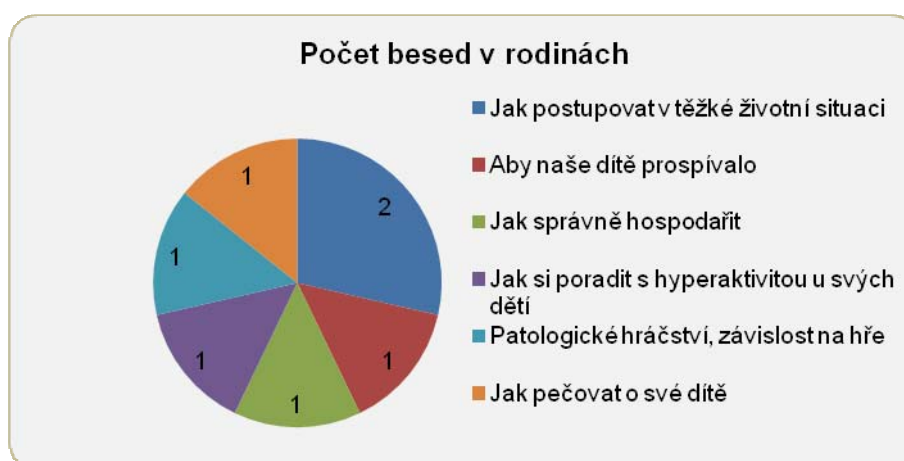 Počet besed v rodinách
Jak postupovat v těžké životní situaci
Aby naše dítě prospívalo
Jak správně hospodařit
Jak si poradit s hyperaktivitou u svých
dětí
Patologické hráčství, závislost na hře
Jak pečovat o své dítě
2
1
1
1
1
1